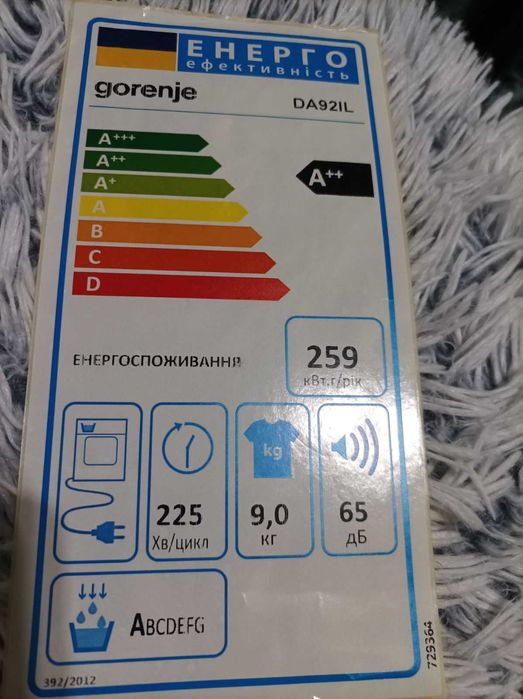 ЕНЕРГО
ефективність
gorenje
DA92IL
A+++
A++
A+
A
B
C
D
A++
ЕНЕРГОСПОЖИВАННЯ
259
кВт.г/рік
kg
225
Хв/цикл
9,0
кг
65
дБ
ABCDEFG
392/2012
729364